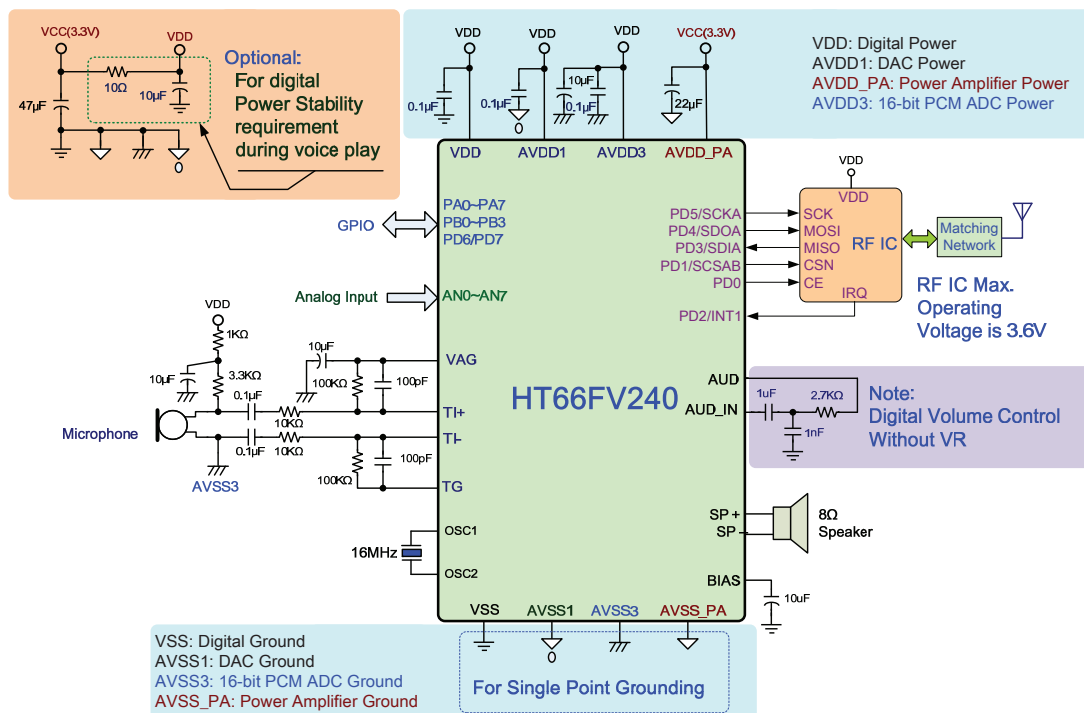 VCC(3.3V)
VDD
10Ω
47µF
10µF
0
Optional:
For digital
Power Stability
requirement
during voice play
VDD
VDD
VDD
VCC(3.3V)
0.1µF
0.1µF
0
10µF
0.1µF
22µF
VDD: Digital Power
AVDD1: DAC Power
AVDD_PA: Power Amplifier Power
AVDD3: 16-bit PCM ADC Power
VDD
AVDD1
AVDD3
AVDD_PA
GPIO
PA0~PA7
PB0~PB3
PD6/PD7
Analog Input
AN0~AN7
VDD
1KΩ
10µF
3.3KΩ
0.1µF
10KΩ
Microphone
0.1µF
10KΩ
AVSS3
10µF
100KΩ
100pF
100KΩ
100pF
VAG
TI+
TI-
TG
16MHz
OSC1
OSC2
HT66FV240
PD5/SCKA
PD4/SDOA
PD3/SDIA
PD1/SCSAB
PD0
PD2/INT1
VDD
VDD
SCK
MOSI
MISO
CSN
CE
IRQ
RF IC
Matching
Network
RF IC Max.
Operating
Voltage is 3.6V
AUD
AUD_IN
1uF
2.7KΩ
1nF
Note:
Digital Volume Control
Without VR
SP +
SP -
8Ω
Speaker
BIAS
10uF
VSS
AVSS1
AVSS3
AVSS_PA
0
VSS: Digital Ground
AVSS1: DAC Ground
AVSS3: 16-bit PCM ADC Ground
AVSS_PA: Power Amplifier Ground
For Single Point Grounding